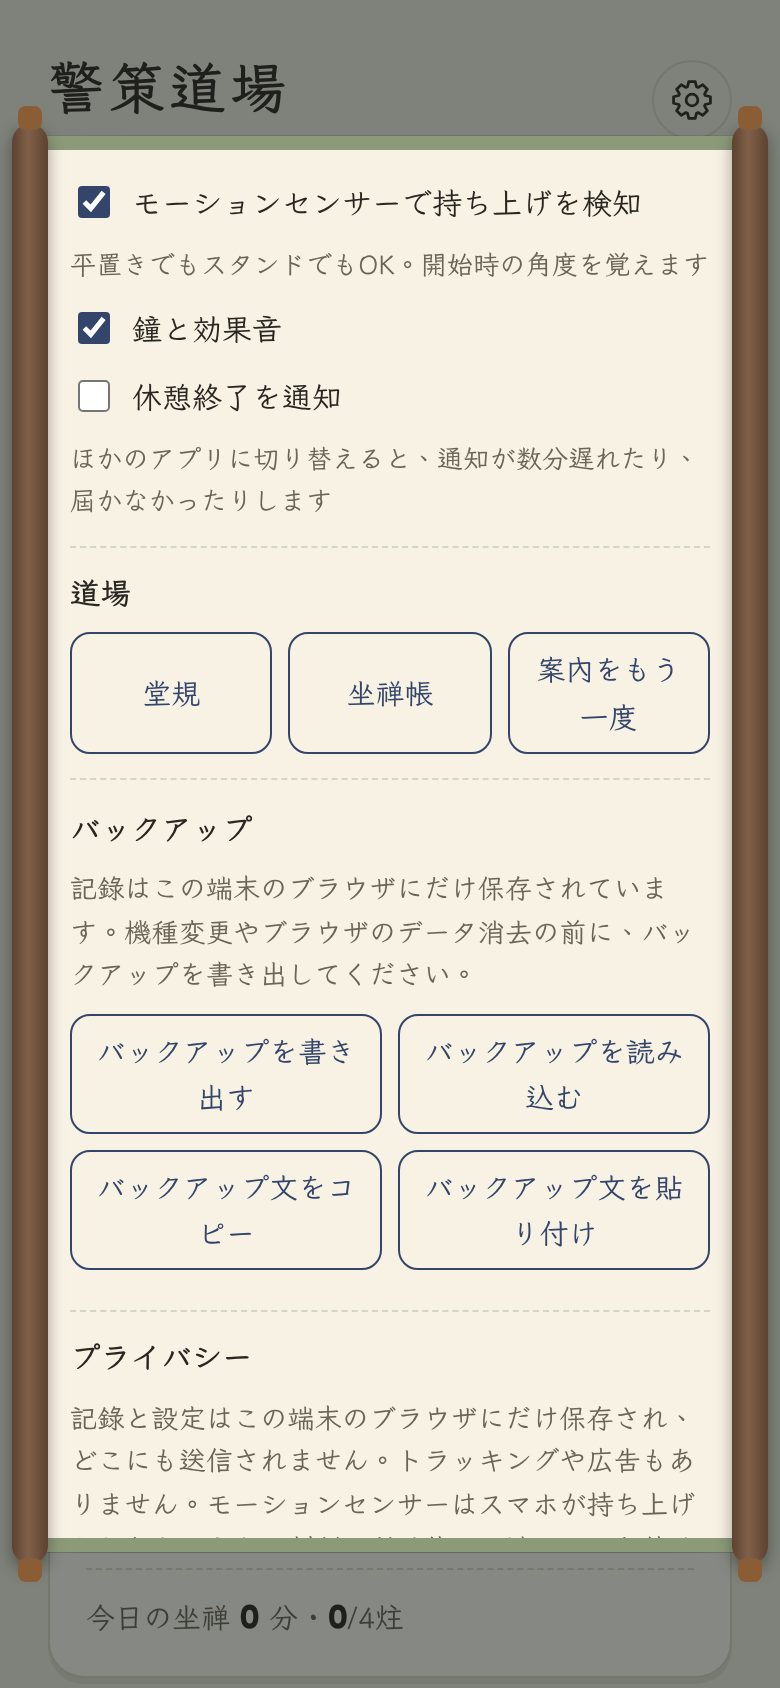 警策道場
モーションセンサーで持ち上げを検知
平置きでもスタンドでもOK。開始時の角度を覚えます
鐘と効果音
休憩終了を通知
ほかのアプリに切り替えると、通知が数分遅れたり、
届かなかったりします
道場
堂規
坐禅帳
案内をもう
一度
バックアップ
記録はこの端末のブラウザにだけ保存されていま
す。機種変更やブラウザのデータ消去の前に、バッ
クアップを書き出してください。
バックアップを書き
出す
バックアップを読み
込む
バックアップ文をコ
ピー
バックアップ文を貼
り付け
プライバシー
記録と設定はこの端末のブラウザにだけ保存され、
どこにも送信されません。トラッキングや広告もあ
りません。モーションセンサーはスマホが持ち上げ
今日の坐禅 0 分・0/4炷